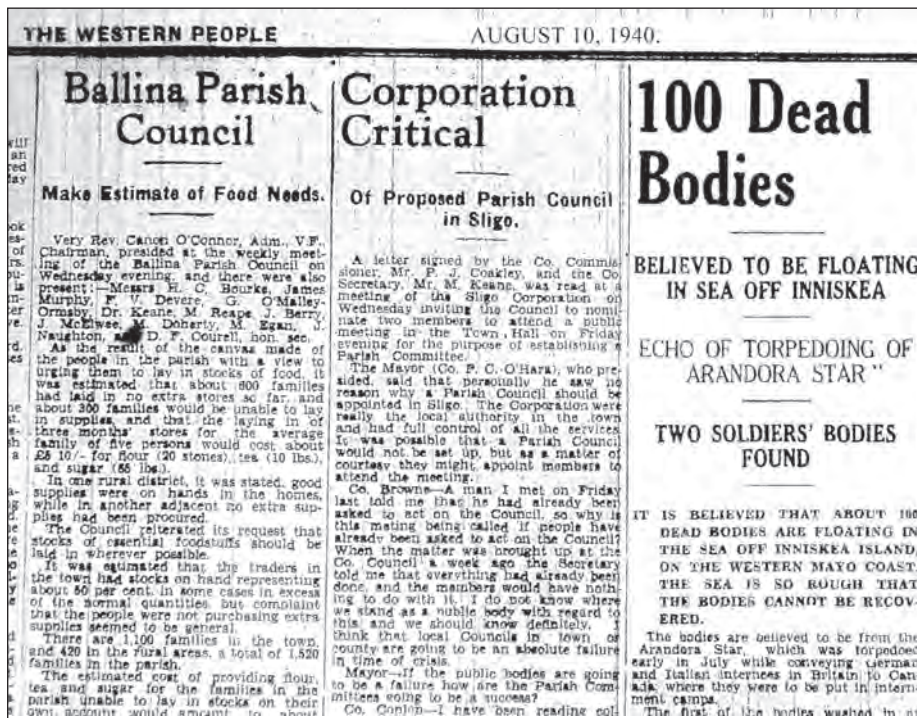 THE WESTERN PEOPLE AUGUST 10, 1940.
Ballina Parish
Council
Make Estimate of Food Needs.
Very Rev. Canon O'Connor, Adm., V.F.,
Chairman, presided at the weekly meet-
ing of the Ballina Parish Council on
Wednesday evening, and there were also
present:—Messrs H. C. Bourke, James
Murphy, F. V. Devere, G. O'Malley-
Ormsby, Dr. Keane, M. Reape, J. Berry,
J. McElwee, M. Doherty, M. Egan, J.
Naughton, D. F. Courell, hon. sec.
As the result of the canvas made of
the people in the parish with a view to
urging them to lay in stocks of food, it
was estimated that about 600 families
had laid in no extra stores so far, and
about 300 families would be unable to lay
in supplies, and that the laying in of
three months' stores for the average
family of five persons would cost about
£5 10/- for flour (20 stones), tea (10 lbs.),
and sugar (55 lbs.).
In one rural district, it was stated, good
supplies were on hands in the homes,
while in another adjacent no extra sup-
plies had been procured.
The Council reiterated its request that
stocks of essential foodstuffs should be
laid in wherever possible.
It was estimated that the traders in
the town had stocks on hand representing
about 50 per cent. in some cases in excess
of the normal quantities, but complaint
that the people were not purchasing extra
supplies seemed to be general.
There are 1,100 families in the town,
and 420 in the rural areas, a total of 1,520
families in the parish.
The estimated cost of providing flour,
tea and sugar for the families in the
parish unable to lay in stocks on their
own account would amount to about
Corporation
Critical
Of Proposed Parish Council
in Sligo.
A letter signed by the Co. Commis-
sioner, Mr. P. J. Coakley, and the Co.
Secretary, Mr. M. Keane, was read at a
meeting of the Sligo Corporation on
Wednesday inviting the Council to nomi-
nate two members to attend a public
meeting in the Town Hall on Friday
evening for the purpose of establishing a
Parish Committee.
The Mayor (Co. P. C. O'Hara), who pre-
sided, said that personally he saw no
reason why a Parish Council should be
appointed in Sligo. The Corporation were
really the local authority in the town
and had full control of all the services
It was possible that a Parish Council
would not be set up, but as a matter of
courtesy they might appoint members to
attend the meeting.
Co. Browne—A man I met on Friday
last told me that he had already been
asked to act on the Council, so why is
this mating being called if people have
already been asked to act on the Council?
When the matter was brought up at the
Co. Council a week ago the Secretary
told me that everything had already been
done, and the members would have noth-
ing to do with it. I do not know where
we stand as a public body with regard to
this and we should know definitely. I
think that local Councils in town or
county are going to be an absolute failure
in time of crisis.
Mayor—If the public bodies are going
to be a failure how are the Parish Com-
mittees going to be a success?
Co. Conlon—I have been reading col-
100 Dead
Bodies
BELIEVED TO BE FLOATING
IN SEA OFF INNISKEA
ECHO OF TORPEDOING OF
ARANDORA STAR"
TWO SOLDIERS' BODIES
FOUND
IT IS BELIEVED THAT ABOUT 100
DEAD BODIES ARE FLOATING IN
THE SEA OFF INNISKEA ISLAND,
ON THE WESTERN MAYO COAST.
THE SEA IS SO ROUGH THAT
THE BODIES CANNOT BE RECOV-
ERED.
The bodies are believed to be from the
Arandora Star, which was torpedoed
early in July while conveying German
and Italian internees in Britain to Can-
ada where they were to be put in intern-
ment camps.
The first of the bodies washed in